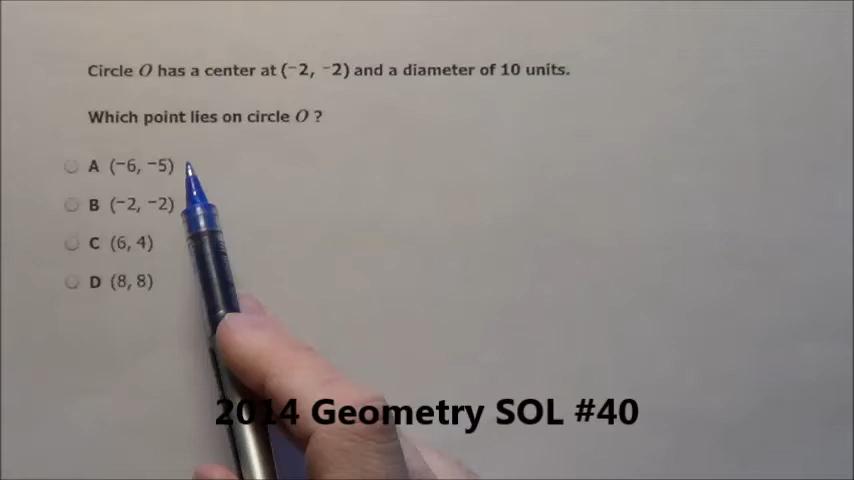 Circle O has a center at (⁻2, ⁻2) and a diameter of 10 units.
Which point lies on circle O ?
A (⁻6, ⁻5)
B (⁻2, ⁻2)
C (6, 4)
D (8, 8)
2014 Geometry SOL #40